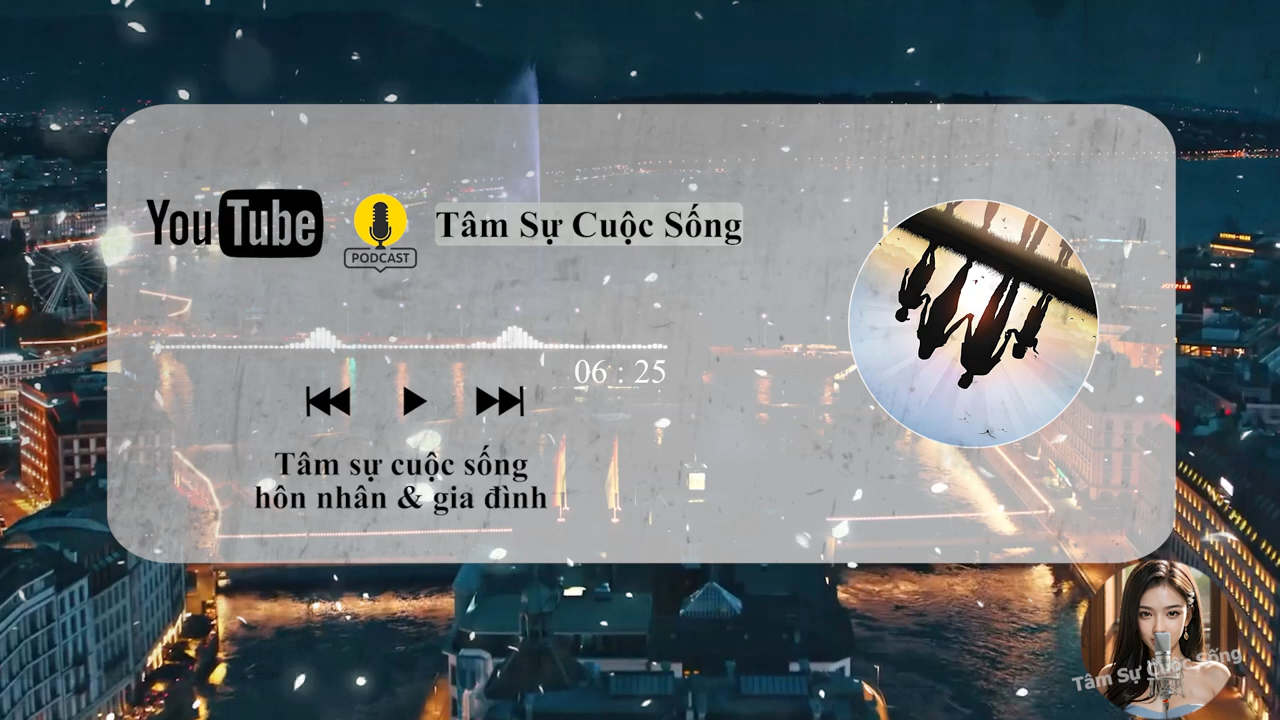 YouTube
PODCAST
Tâm Sự Cuộc Sống
06 : 25
Tâm sự cuộc sống
hôn nhân & gia đình
Tâm Sự Cuộc Sống